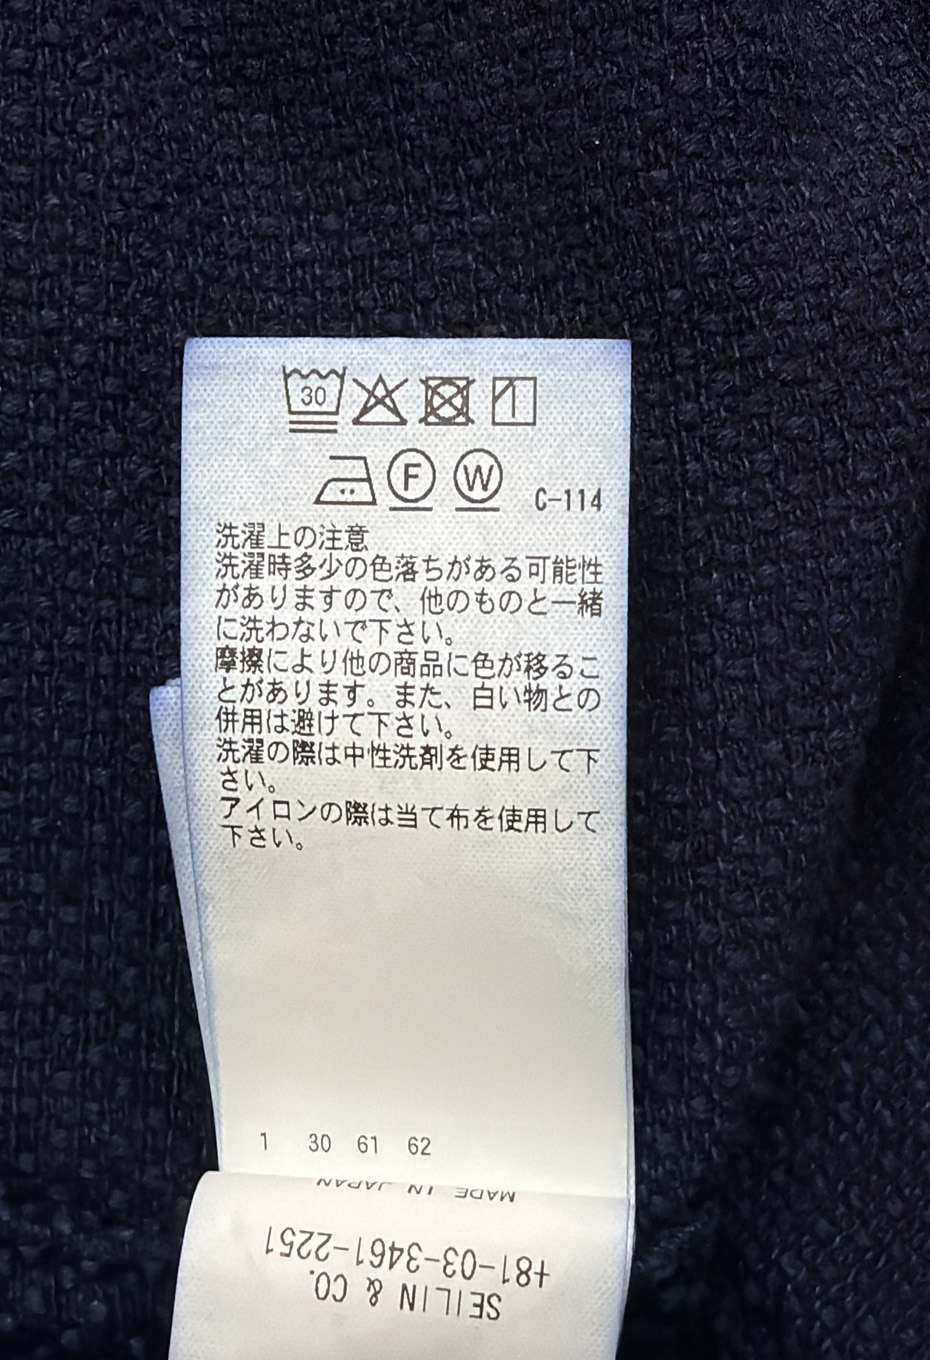 30
F W C-114
洗濯上の注意
洗濯時多少の色落ちがある可能性
がありますので、他のものと一緒
に洗わないで下さい。
摩擦により他の商品に色が移るこ
とがあります。また、白い物との
併用は避けて下さい。
洗濯の際は中性洗剤を使用して下
さい。
アイロンの際は当て布を使用して
下さい。
1 30 61 62
MADE IN JAPAN
+81-03-3461-2251
SEILIN & CO.